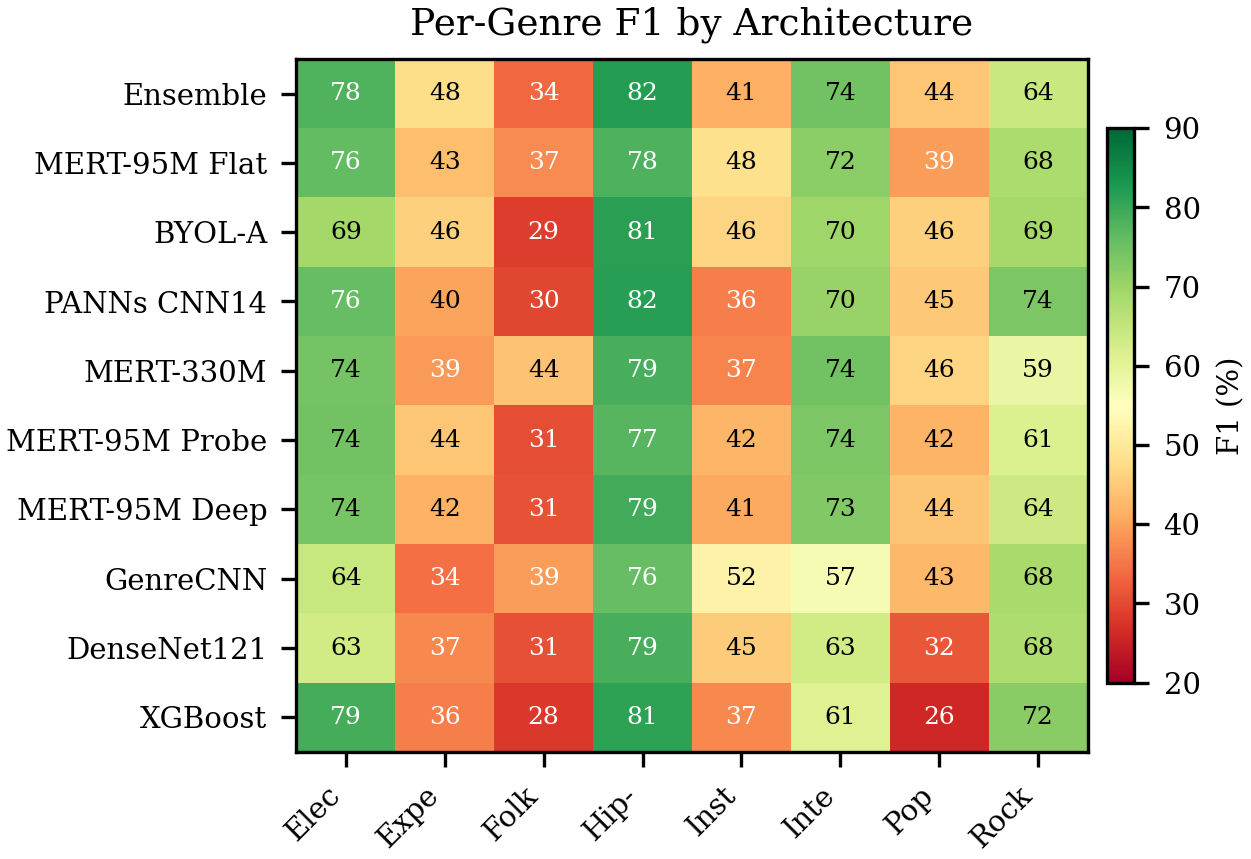 Per-Genre F1 by Architecture
Ensemble 78 48 34 82 41 74 44 64
MERT-95M Flat 76 43 37 78 48 72 39 68
BYOL-A 69 46 29 81 46 70 46 69
PANNs CNN14 76 40 30 82 36 70 45 74
MERT-330M 74 39 44 79 37 74 46 59
MERT-95M Probe 74 44 31 77 42 74 42 61
MERT-95M Deep 74 42 31 79 41 73 44 64
GenreCNN 64 34 39 76 52 57 43 68
DenseNet121 63 37 31 79 45 63 32 68
XGBoost 79 36 28 81 37 61 26 72
Elec Expe Folk Hip- Inst Inte Pop Rock
90
80
70
60
50
40
30
20
F1 (%)